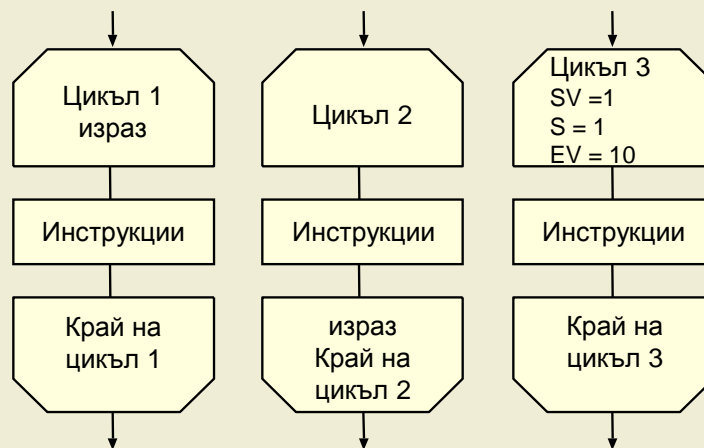 Цикъл 1
израз
Инструкции
Край на
цикъл 1
Цикъл 2
Инструкции
израз
Край на
цикъл 2
Цикъл 3
SV =1
S = 1
EV = 10
Инструкции
Край на
цикъл 3